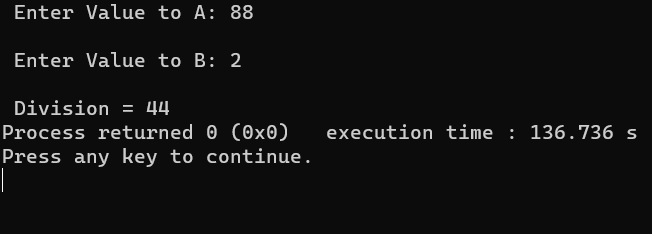 Enter Value to A: 88
Enter Value to B: 2
Division = 44
Process returned 0 (0x0)   execution time : 136.736 s
Press any key to continue.